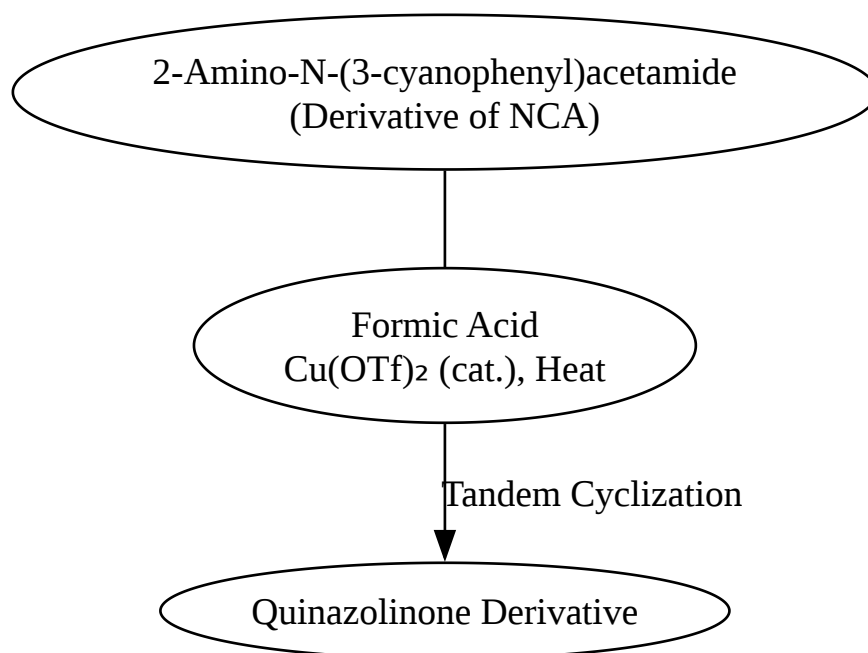 2-Amino-N-(3-cyanophenyl)acetamide
(Derivative of NCA)
Formic Acid
Cu(OTf)₂ (cat.), Heat
Tandem Cyclization
Quinazolinone Derivative